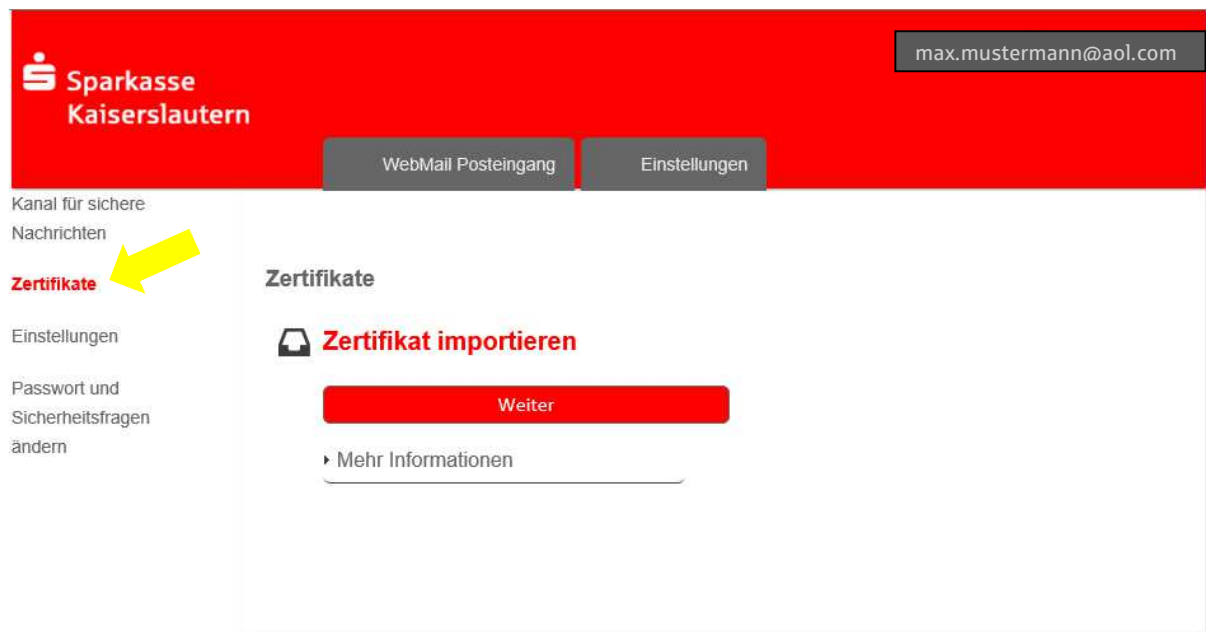 max.mustermann@aol.com
Sparkasse
Kaiserslautern
WebMail Posteingang
Einstellungen
Kanal für sichere
Nachrichten
Zertifikate
Einstellungen
Passwort und
Sicherheitsfragen
ändern
Zertifikate
Zertifikat importieren
Weiter
Mehr Informationen